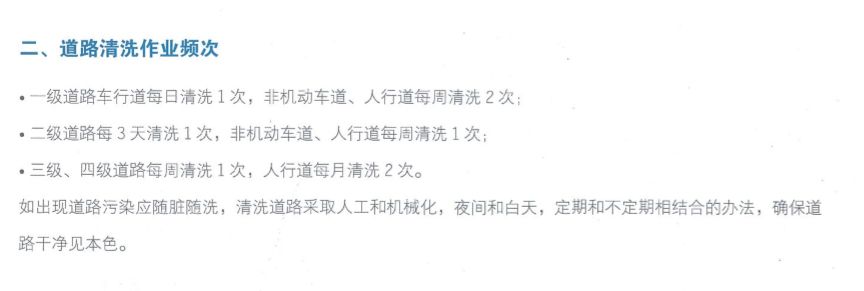 二、道路清洗作业频次
• 一级道路车行道每日清洗 1 次，非机动车道、人行道每周清洗 2 次；
• 二级道路每 3 天清洗 1 次，非机动车道、人行道每周清洗 1 次；
• 三级、四级道路每周清洗 1 次，人行道每月清洗 2 次。
如出现道路污染应随脏随洗，清洗道路采取人工和机械化，夜间和白天，定期和不定期相结合的办法，确保道
路干净见本色。